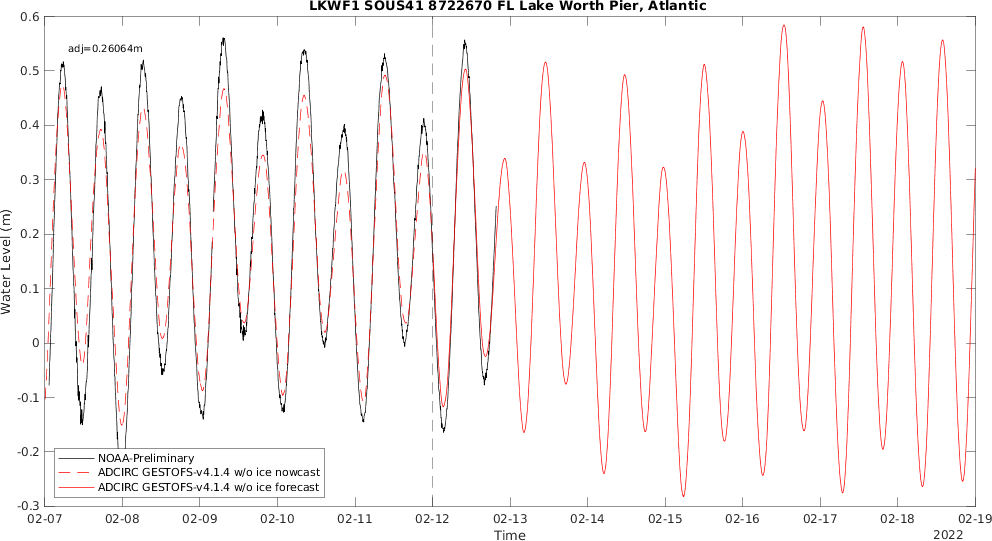 LKWF1 SOUS41 8722670 FL Lake Worth Pier, Atlantic
adj=0.26064m
0.6
0.5
0.4
0.3
0.2
0.1
0
-0.1
-0.2
-0.3
Water Level (m)
NOAA-Preliminary
ADCIRC GESTOFS-v4.1.4 w/o ice nowcast
ADCIRC GESTOFS-v4.1.4 w/o ice forecast
02-07 02-08 02-09 02-10 02-11 02-12 02-13 02-14 02-15 02-16 02-17 02-18 02-19
Time
2022